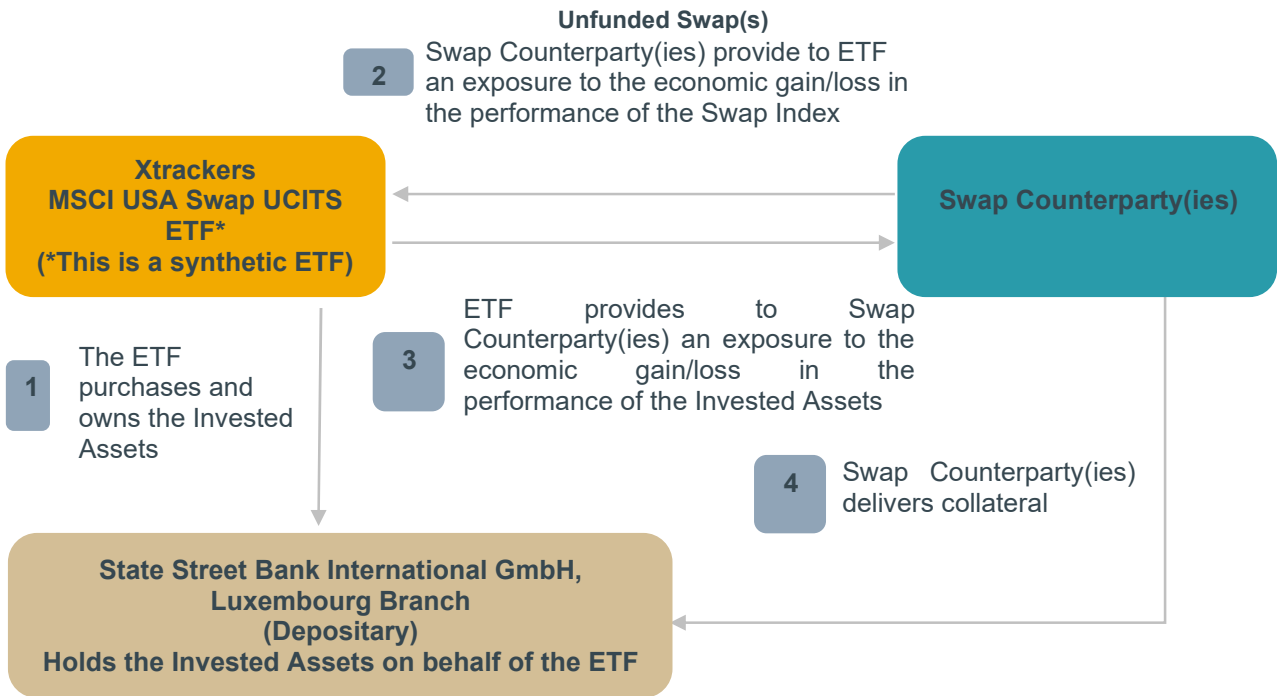 Unfunded Swap(s)
2
Swap Counterparty(ies) provide to ETF
an exposure to the economic gain/loss in
the performance of the Swap Index
Xtrackers
MSCI USA Swap UCITS
ETF*
(*This is a synthetic ETF)
Swap Counterparty(ies)
1
The ETF
purchases and
owns the Invested
Assets
3
ETF provides to Swap
Counterparty(ies) an exposure to the
economic gain/loss in the
performance of the Invested Assets
4
Swap Counterparty(ies)
delivers collateral
State Street Bank International GmbH,
Luxembourg Branch
(Depositary)
Holds the Invested Assets on behalf of the ETF